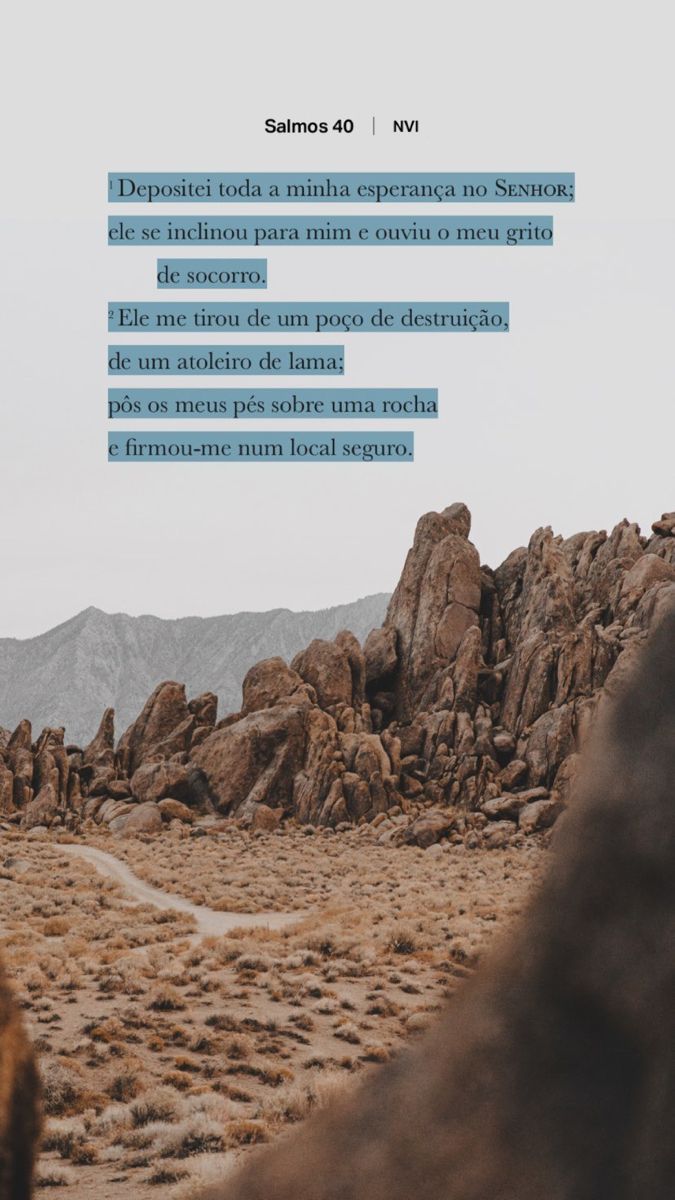 Salmos 40 | NVI
¹ Depositei toda a minha esperança no SENHOR;
ele se inclinou para mim e ouviu o meu grito
de socorro.
² Ele me tirou de um poço de destruição,
de um atoleiro de lama;
pôs os meus pés sobre uma rocha
e firmou-me num local seguro.